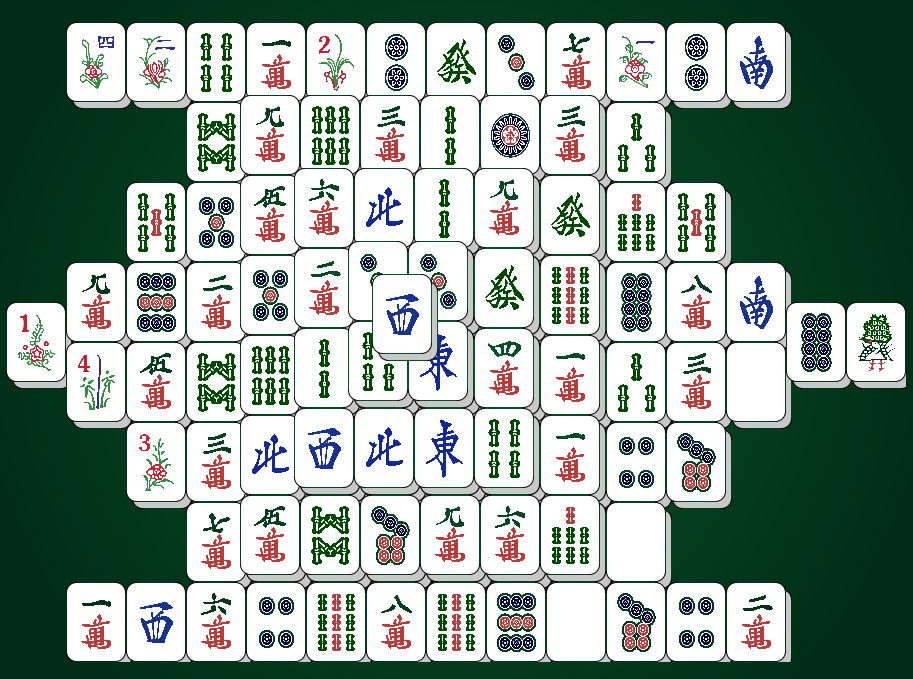 四 二 一萬 2 發 七萬 一 南
九萬 三萬 三萬
伍萬 六萬 北 九萬 發
九萬 二萬 二萬 發 八萬 南
1 西
4 伍萬 東 四萬 一萬 三萬
3 三萬 北 西 北 東 一萬
七萬 伍萬 九萬 六萬
一萬 西 六萬 八萬 二萬